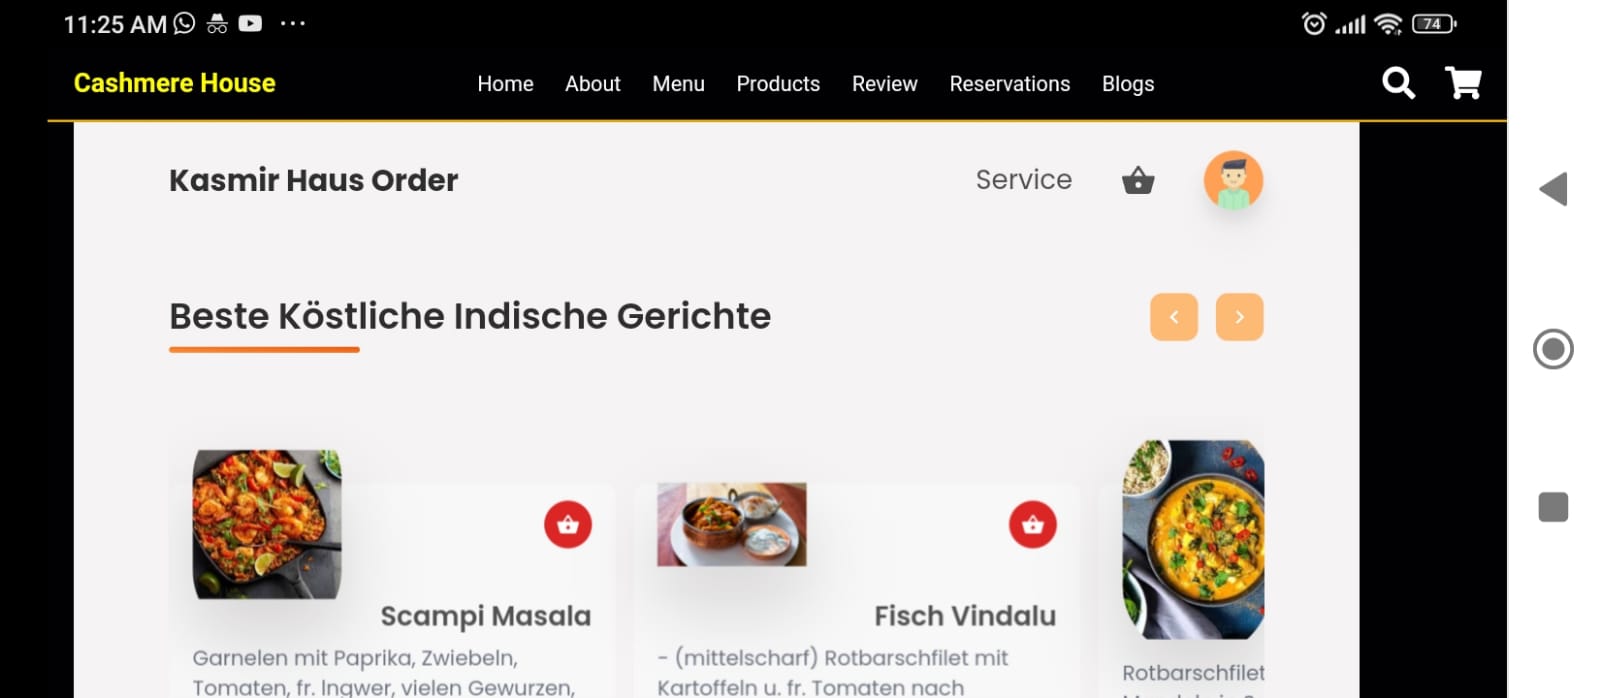 11:25 AM ... 74
Cashmere House Home About Menu Products Review Reservations Blogs
Kasmir Haus Order Service
Beste Köstliche Indische Gerichte
Scampi Masala
Garnelen mit Paprika, Zwiebeln,
Tomaten, fr. Ingwer, vielen Gewurzen,
Fisch Vindalu
- (mittelscharf) Rotbarschfilet mit
Kartoffeln u. fr. Tomaten nach
Rotbarschfilet